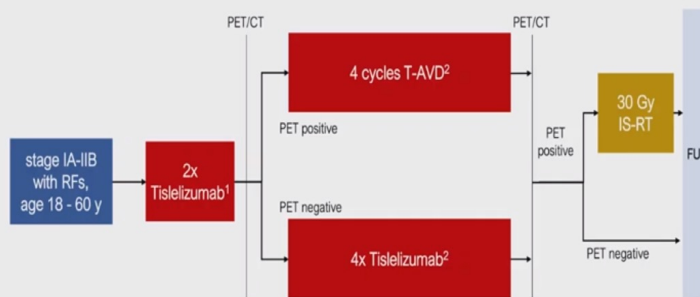 PET/CT
PET/CT
4 cycles T-AVD²
PET positive
30 Gy
IS-RT
PET
positive
stage IA-IIB
with RFs,
age 18 - 60 y
2x
Tislelizumab¹
FU
PET negative
4x Tislelizumab²
PET negative